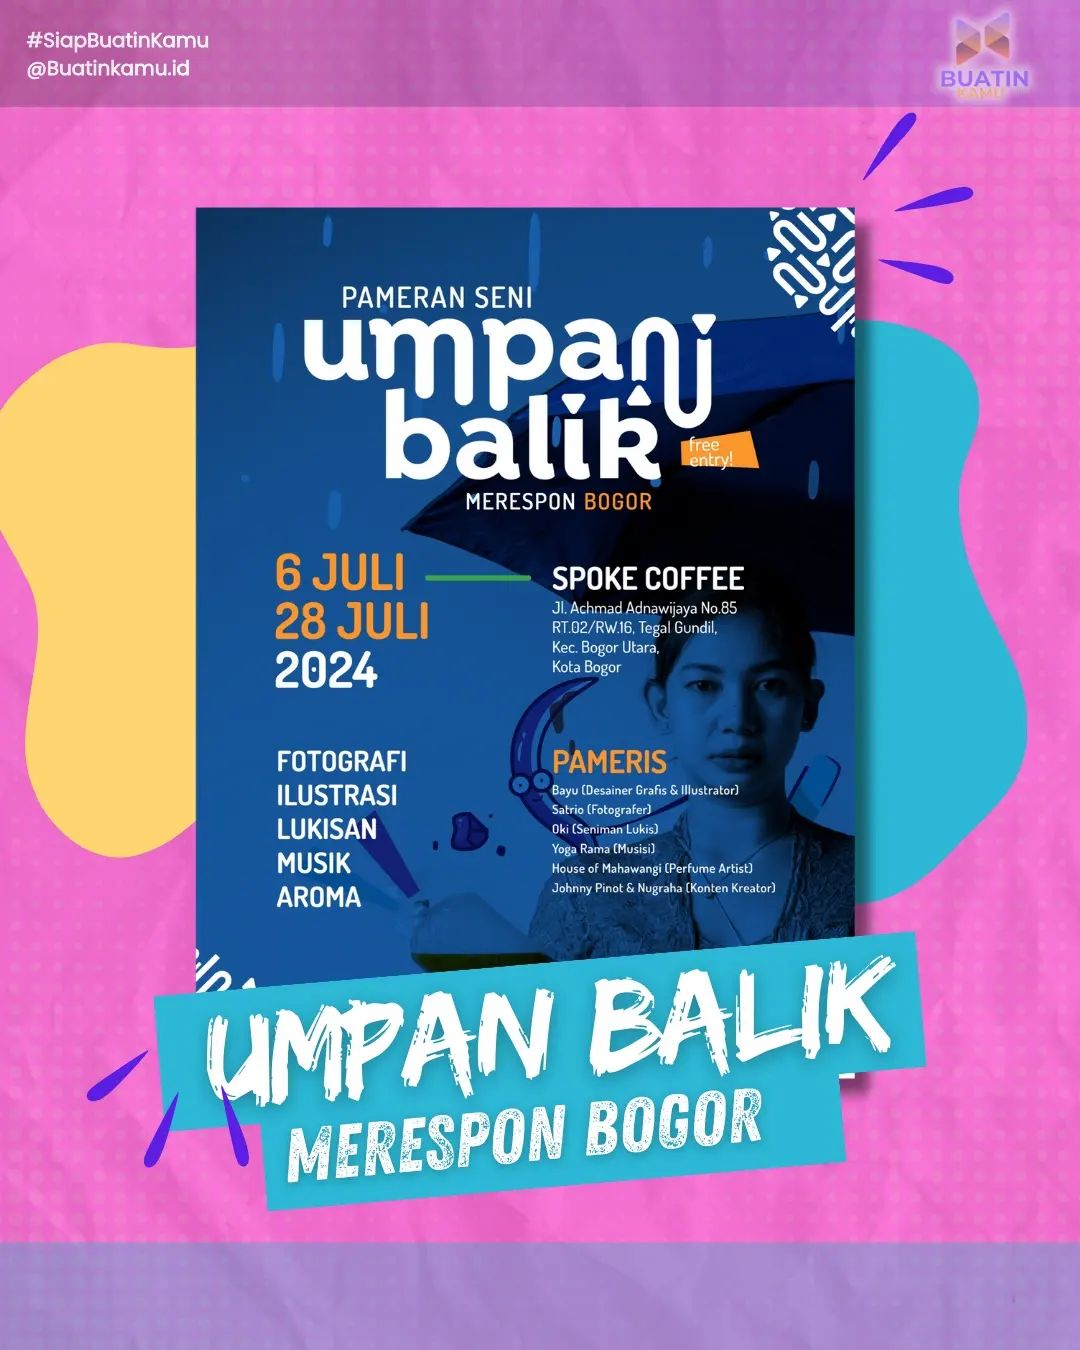 #SiapBuatinKamu
@Buatinkamu.id
BUATIN
KAMU
PAMERAN SENI
umpan
balik
free
entry!
MERESPON BOGOR
6 JULI
28 JULI
2024
SPOKE COFFEE
Jl. Achmad Adnawijaya No.85
RT.02/RW.16, Tegal Gundil,
Kec. Bogor Utara,
Kota Bogor
FOTOGRAFI
ILUSTRASI
LUKISAN
MUSIK
AROMA
PAMERIS
Bayu (Desainer Grafis & Illustrator)
Satrio (Fotografer)
Oki (Seniman Lukis)
Yoga Rama (Musisi)
House of Mahawangi (Perfume Artist)
Johnny Pinot & Nugraha (Konten Kreator)
UMPAN BALIK
MERESPON BOGOR